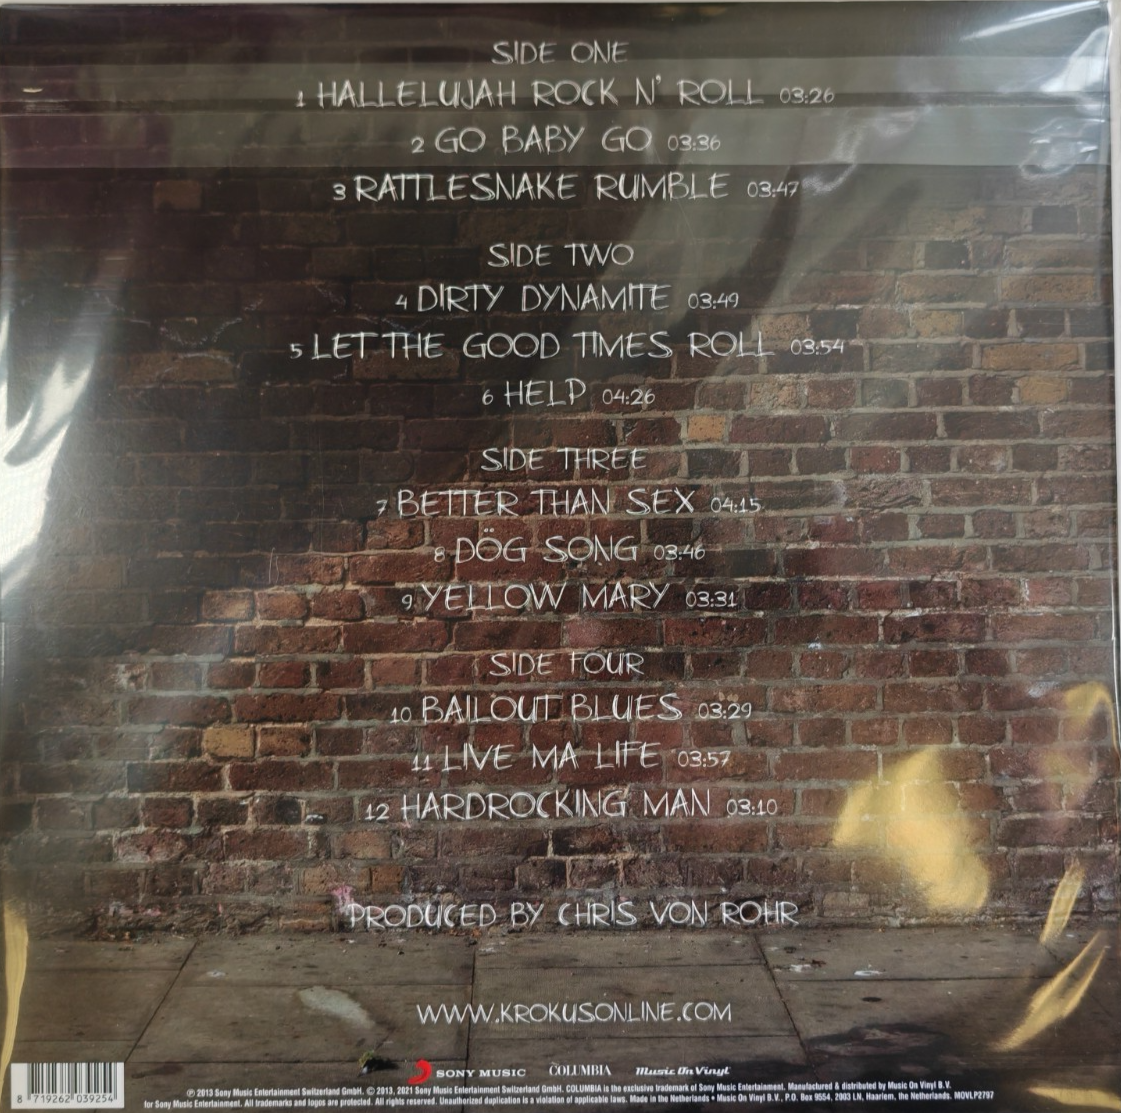 SIDE ONE
1 HALLELUJAH ROCK N' ROLL 03:26
2 GO BABY GO 03:36
3 RATTLESNAKE RUMBLE 03:47
SIDE TWO
4 DIRTY DYNAMITE 03:49
5 LET THE GOOD TIMES ROLL 03:54
6 HELP 04:26
SIDE THREE
7 BETTER THAN SEX 04:15
8 DÖG SONG 03:46
9 YELLOW MARY 03:31
SIDE FOUR
10 BAILOUT BLUES 03:29
11 LIVE MA LIFE 03:57
12 HARDROCKING MAN 03:10
PRODUCED BY CHRIS VON ROHR
WWW.KROKUSONLINE.COM
SONY MUSIC COLUMBIA Music On Vinyl
℗ 2013 Sony Music Entertainment Switzerland GmbH. © 2013, 2021 Sony Music Entertainment Switzerland GmbH. COLUMBIA is the exclusive trademark of Sony Music Entertainment. Manufactured & distributed by Music On Vinyl B.V.
for Sony Music Entertainment. All trademarks and logos are protected. All rights reserved. Unauthorized duplication is a violation of applicable laws. Made in the Netherlands • Music On Vinyl B.V., P.O. Box 9554, 2003 LN, Haarlem, the Netherlands. MOVLP2797
8 719262 039254